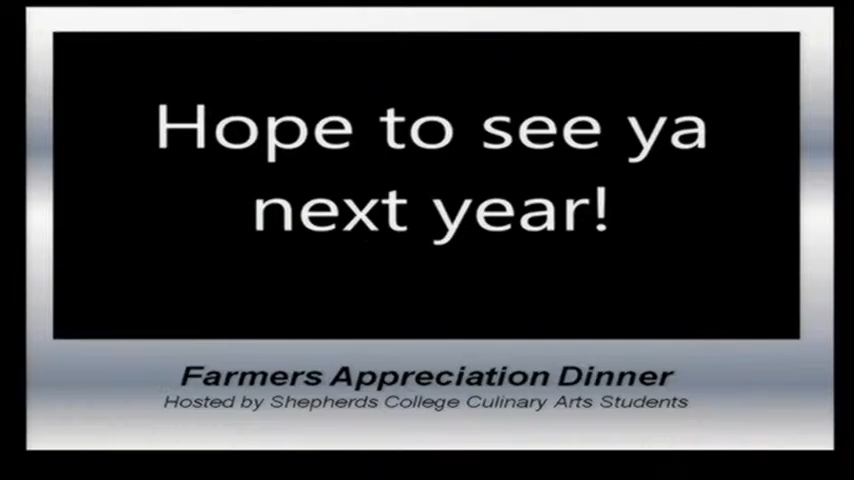 Hope to see ya
next year!
Farmers Appreciation Dinner
Hosted by Shepherds College Culinary Arts Students